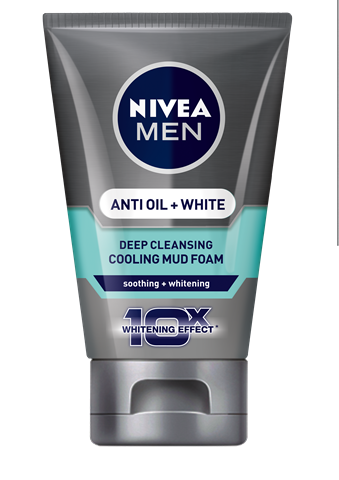 NIVEA
MEN
ANTI OIL + WHITE
DEEP CLEANSING
COOLING MUD FOAM
soothing + whitening
10X
WHITENING EFFECT*